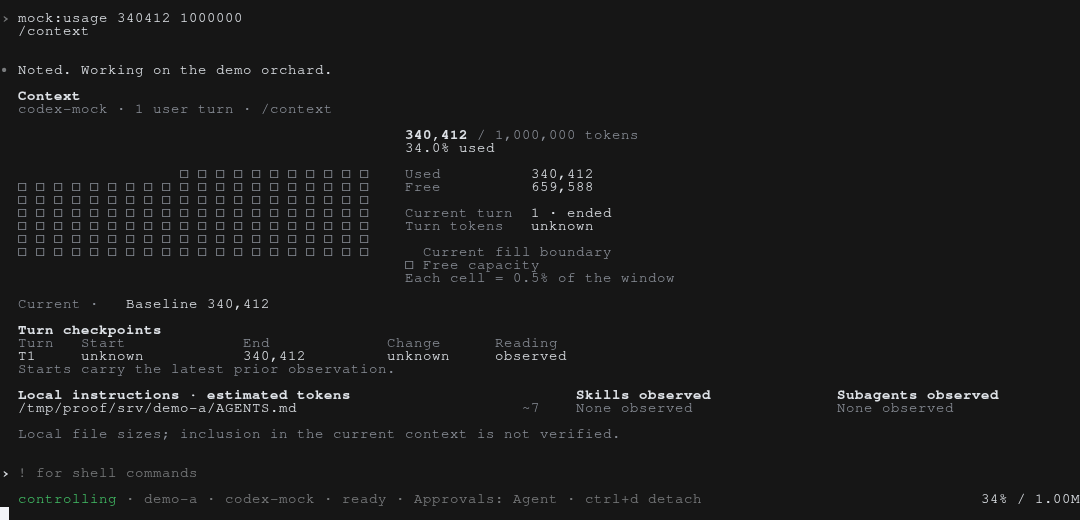 › mock:usage 340412 1000000
/context
• Noted. Working on the demo orchard.
Context
codex-mock · 1 user turn · /context
340,412 / 1,000,000 tokens
34.0% used
Used 340,412
Free 659,588
Current turn 1 · ended
Turn tokens unknown
Current fill boundary
□ Free capacity
Each cell = 0.5% of the window
Current · Baseline 340,412
Turn checkpoints
Turn Start End Change Reading
T1 unknown 340,412 unknown observed
Starts carry the latest prior observation.
Local instructions · estimated tokens Skills observed Subagents observed
/tmp/proof/srv/demo-a/AGENTS.md ~7 None observed None observed
Local file sizes; inclusion in the current context is not verified.
› ! for shell commands
controlling · demo-a · codex-mock · ready · Approvals: Agent · ctrl+d detach 34% / 1.00M